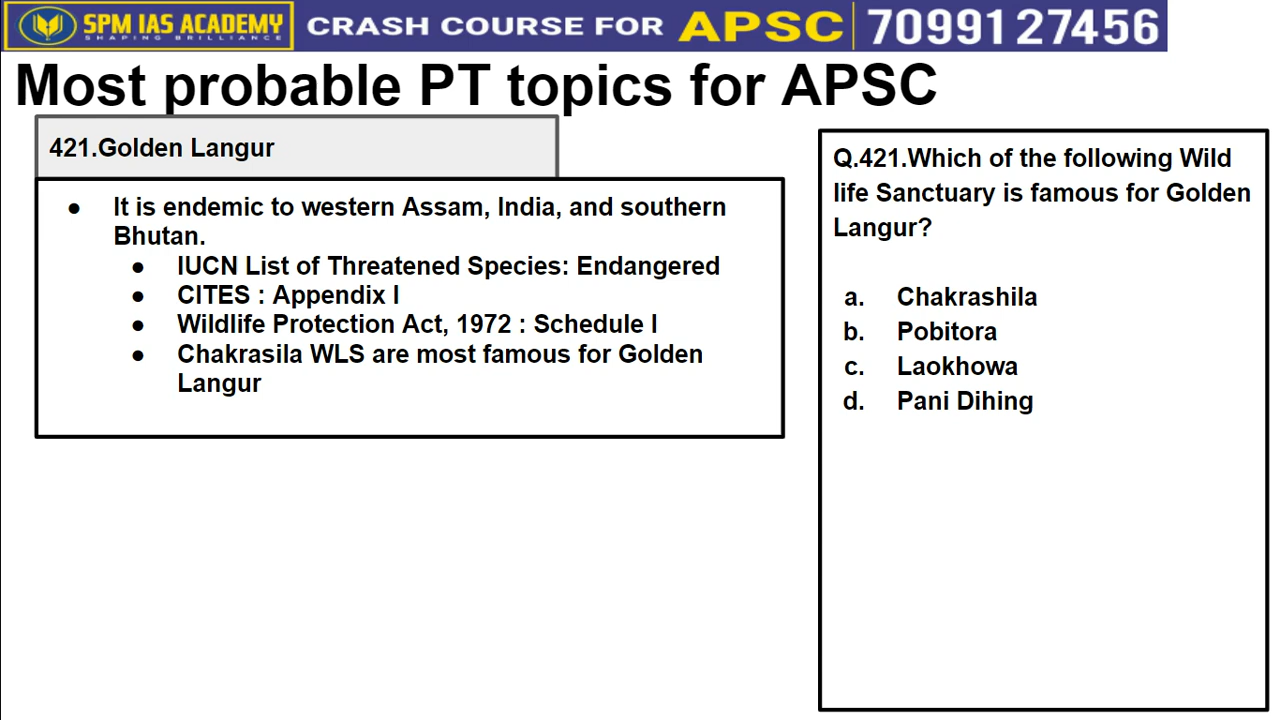 SPM IAS ACADEMY
SHAPING BRILLIANCE
CRASH COURSE FOR APSC 70991 27456
Most probable PT topics for APSC
421.Golden Langur
● It is endemic to western Assam, India, and southern
Bhutan.
● IUCN List of Threatened Species: Endangered
● CITES : Appendix I
● Wildlife Protection Act, 1972 : Schedule I
● Chakrasila WLS are most famous for Golden
Langur
Q.421.Which of the following Wild
life Sanctuary is famous for Golden
Langur?
a. Chakrashila
b. Pobitora
c. Laokhowa
d. Pani Dihing